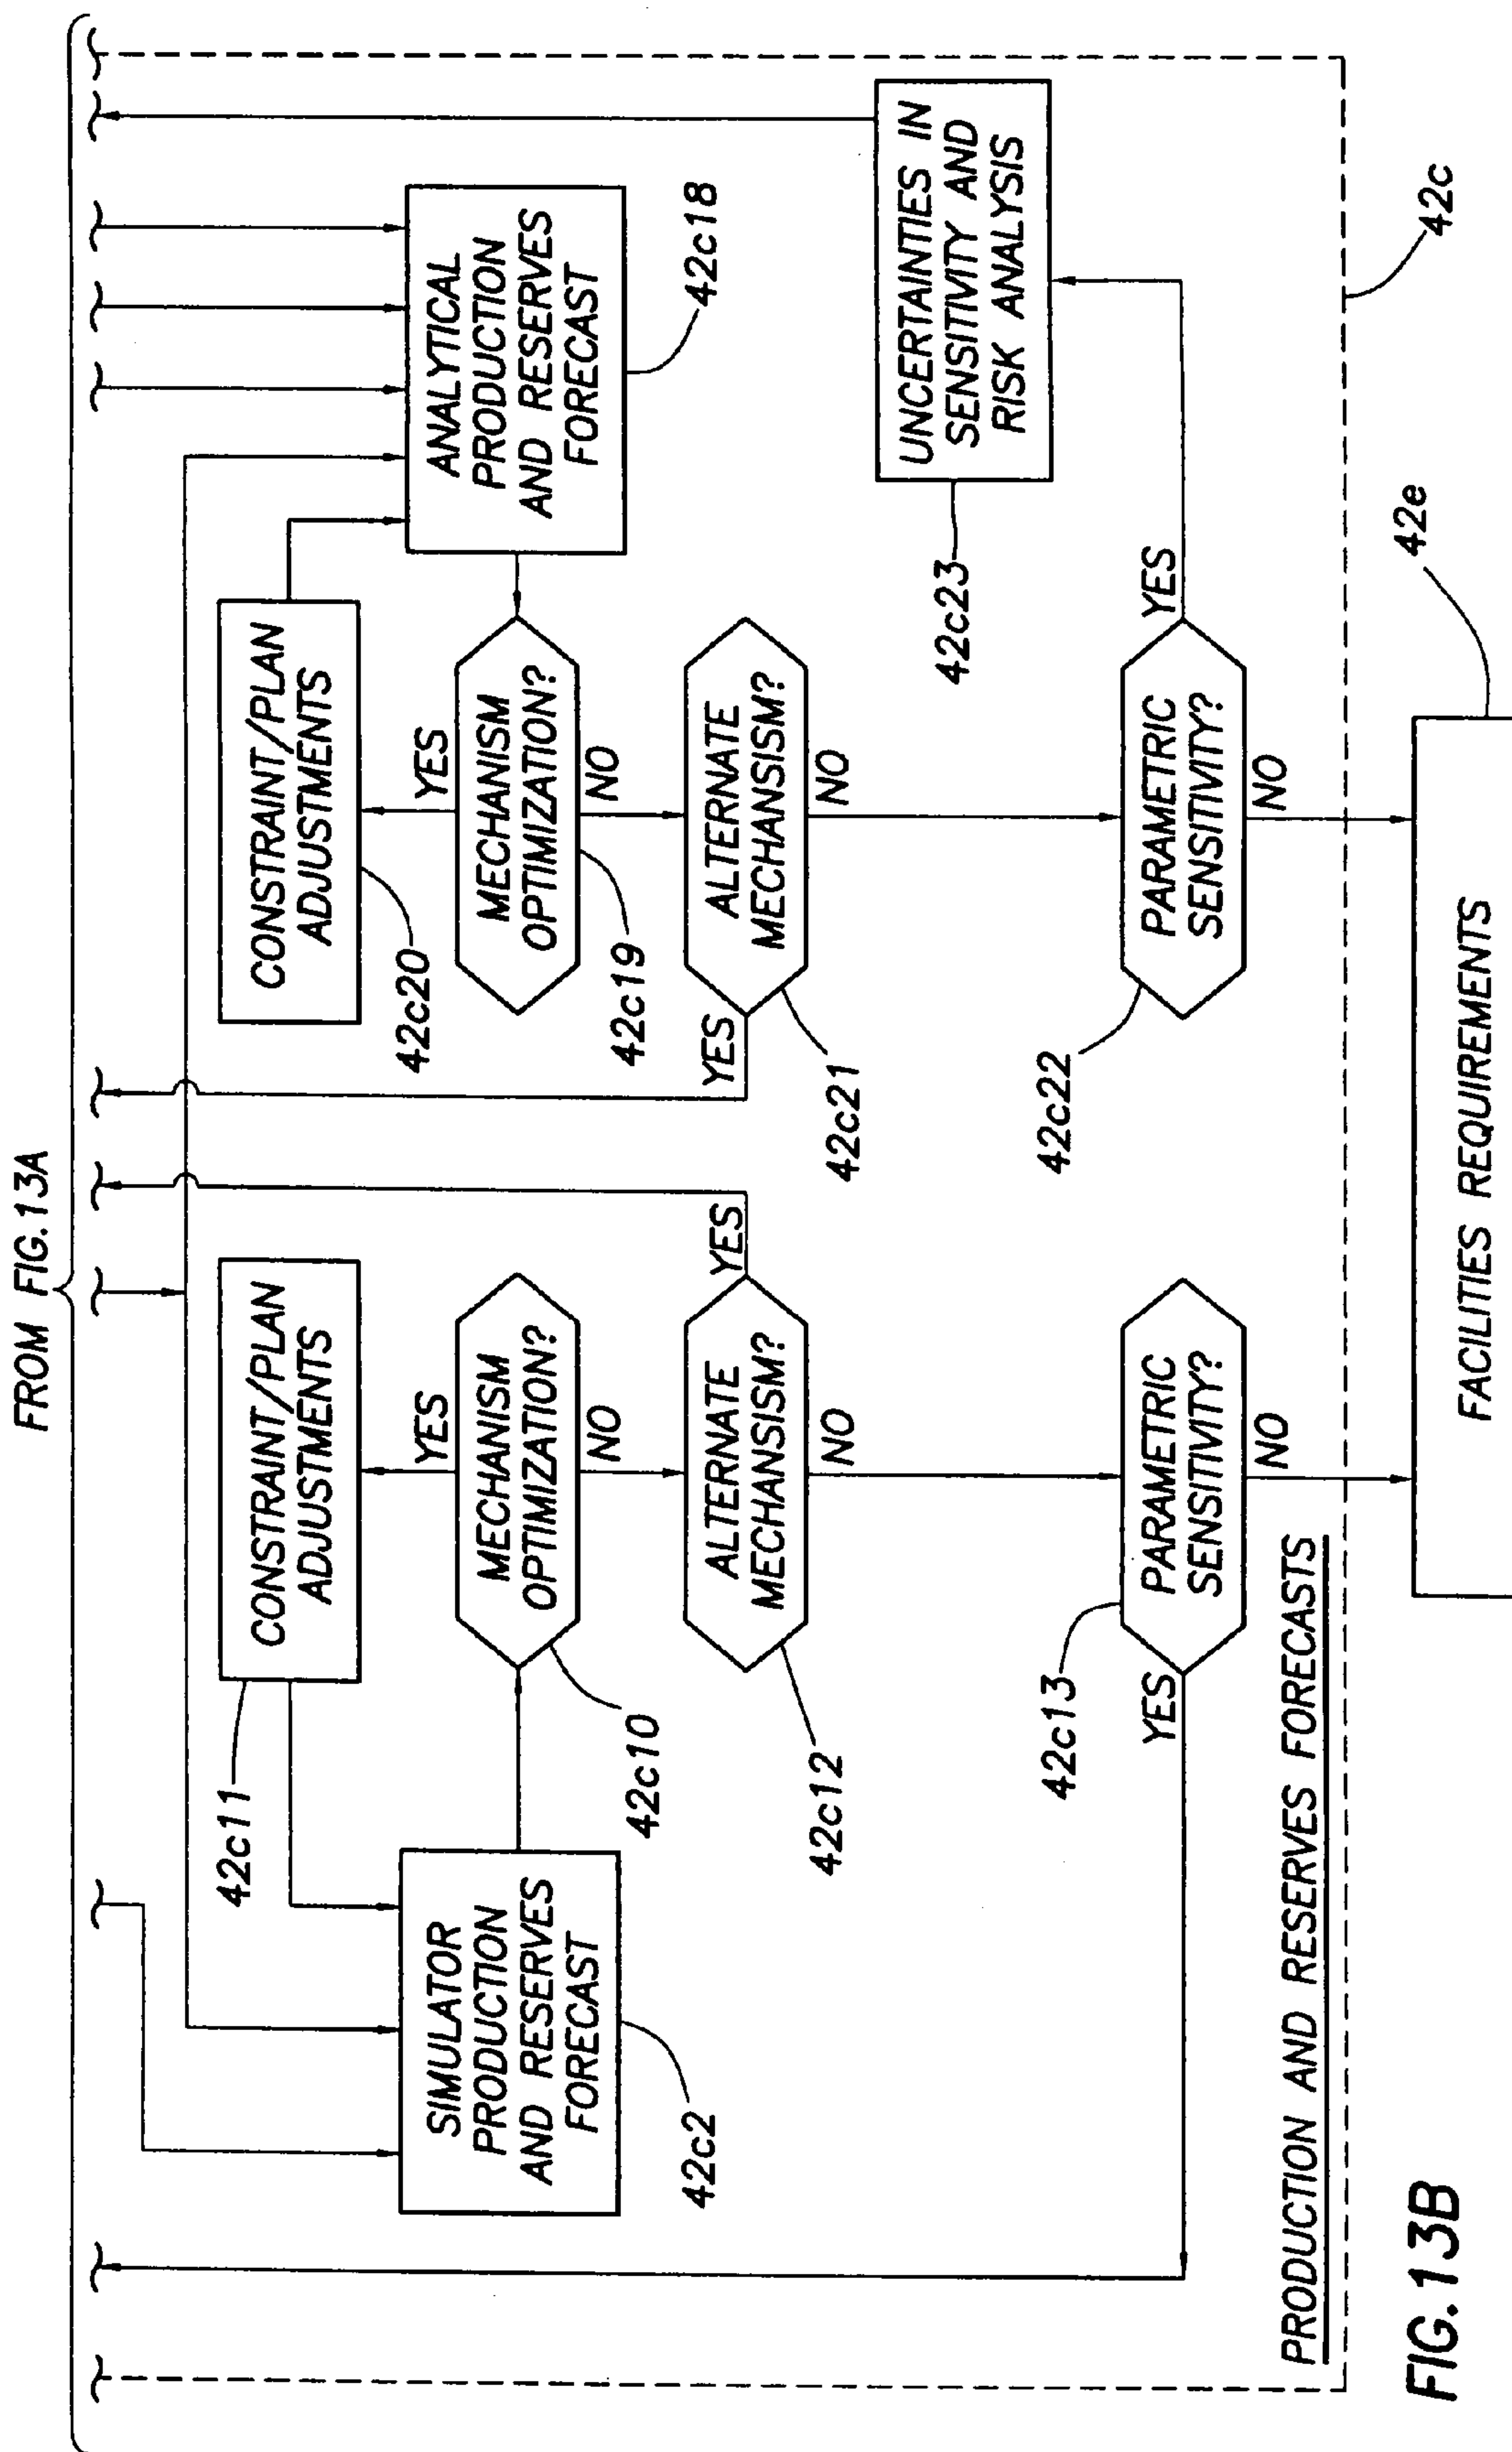 FROM FIG.13A
CONSTRAINT/PLAN
ADJUSTMENTS
42c11
YES
MECHANISM
OPTIMIZATION?
42c10
NO
SIMULATOR
PRODUCTION
AND RESERVES
FORECAST
42c2
ALTERNATE
MECHANSISM?
YES
42c12
NO
PARAMETRIC
SENSITIVITY?
42c13
YES
NO
CONSTRAINT/PLAN
ADJUSTMENTS
42c20
YES
MECHANISM
OPTIMIZATION?
42c19
NO
ANALYTICAL
PRODUCTION
AND RESERVES
FORECAST
42c18
ALTERNATE
MECHANSISM?
YES
42c21
NO
UNCERTAINTIES IN
SENSITIVITY AND
RISK ANALYSIS
42c23
PARAMETRIC
SENSITIVITY?
42c22
YES
NO
PRODUCTION AND RESERVES FORECASTS
42c
FACILITIES REQUIREMENTS
42e
FIG.13B